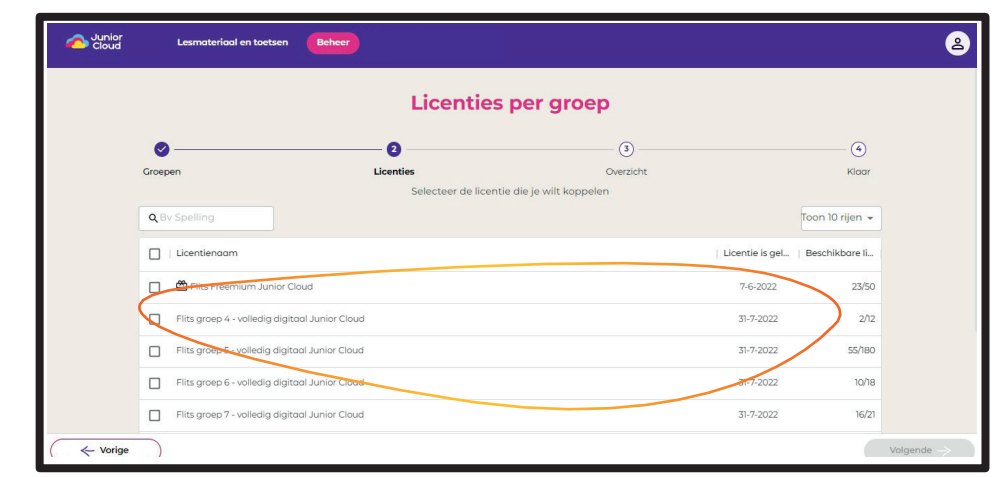 Junior
Cloud
Lesmateriaal en toetsen Beheer
Licenties per groep
2 3 4
Groepen Licenties Overzicht Klaar
Selecteer de licentie die je wilt koppelen
Bv Spelling Toon 10 rijen
Licentienaam Licentie is gel... Beschikbare li...
Flits Freemium Junior Cloud 7-6-2022 23/50
Flits groep 4 - volledig digitaal Junior Cloud 31-7-2022 2/12
Flits groep 5 - volledig digitaal Junior Cloud 31-7-2022 55/180
Flits groep 6 - volledig digitaal Junior Cloud 31-7-2022 10/18
Flits groep 7 - volledig digitaal Junior Cloud 31-7-2022 16/21
Vorige Volgende